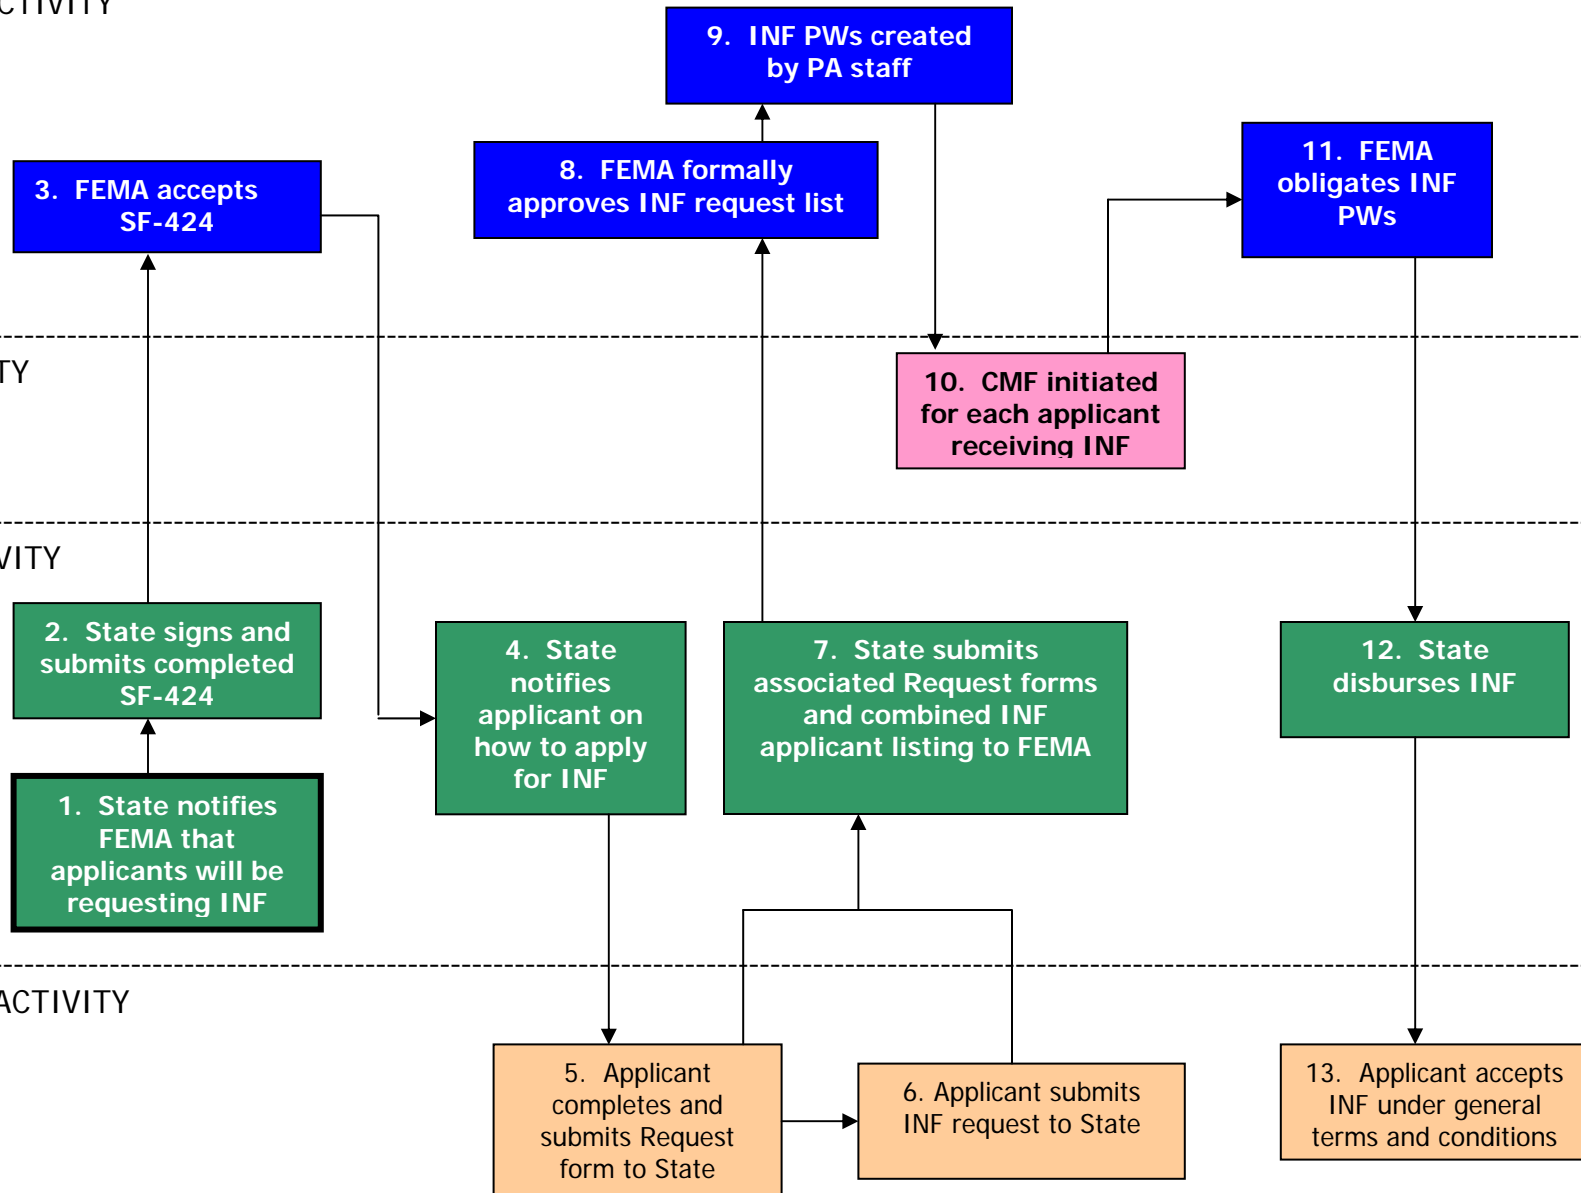 CTIVITY
9. INF PWs created
by PA staff
3. FEMA accepts
SF-424
8. FEMA formally
approves INF request list
11. FEMA
obligates INF
PWs
TY
10. CMF initiated
for each applicant
receiving INF
VITY
2. State signs and
submits completed
SF-424
4. State
notifies
applicant on
how to apply
for INF
7. State submits
associated Request forms
and combined INF
applicant listing to FEMA
12. State
disburses INF
1. State notifies
FEMA that
applicants will be
requesting INF
ACTIVITY
5. Applicant
completes and
submits Request
form to State
6. Applicant submits
INF request to State
13. Applicant accepts
INF under general
terms and conditions